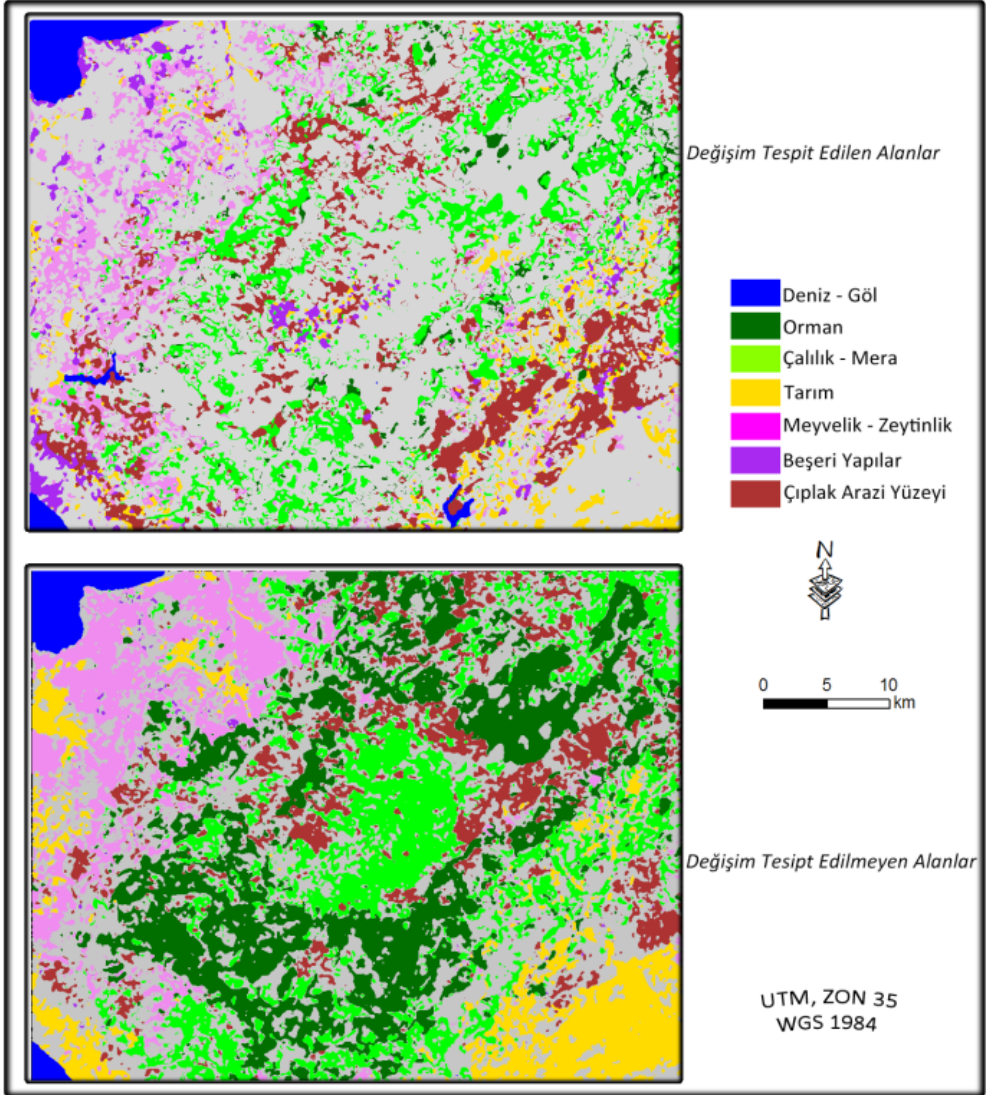 Değişim Tespit Edilen Alanlar
Deniz - Göl
Orman
Çalılık - Mera
Tarım
Meyvelik - Zeytinlik
Beşeri Yapılar
Çıplak Arazi Yüzeyi
N
0 5 10
km
Değişim Tesipt Edilmeyen Alanlar
UTM, ZON 35
WGS 1984